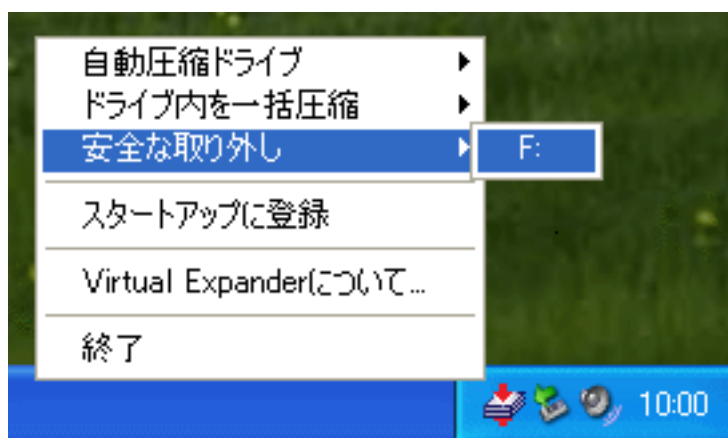 自動圧縮ドライブ
ドライブ内を一括圧縮
安全な取り外し
F:
スタートアップに登録
Virtual Expanderについて...
終了
10:00